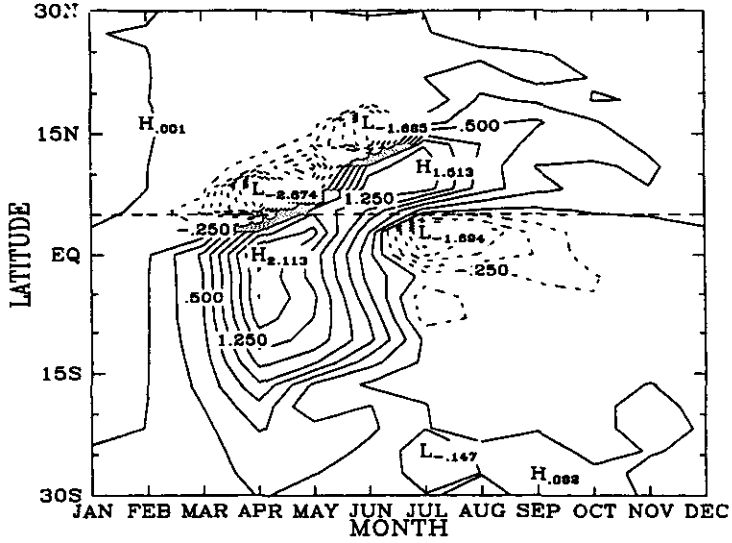 30N
H.001
15N
L-1.665
.500
H1.513
L-2.674
1.250
-.250
L-1.694
LATITUDE
EQ
H2.113
-.250
.500
1.250
15S
L-.147
H.082
30S
JAN FEB MAR APR MAY JUN JUL AUG SEP OCT NOV DEC
MONTH